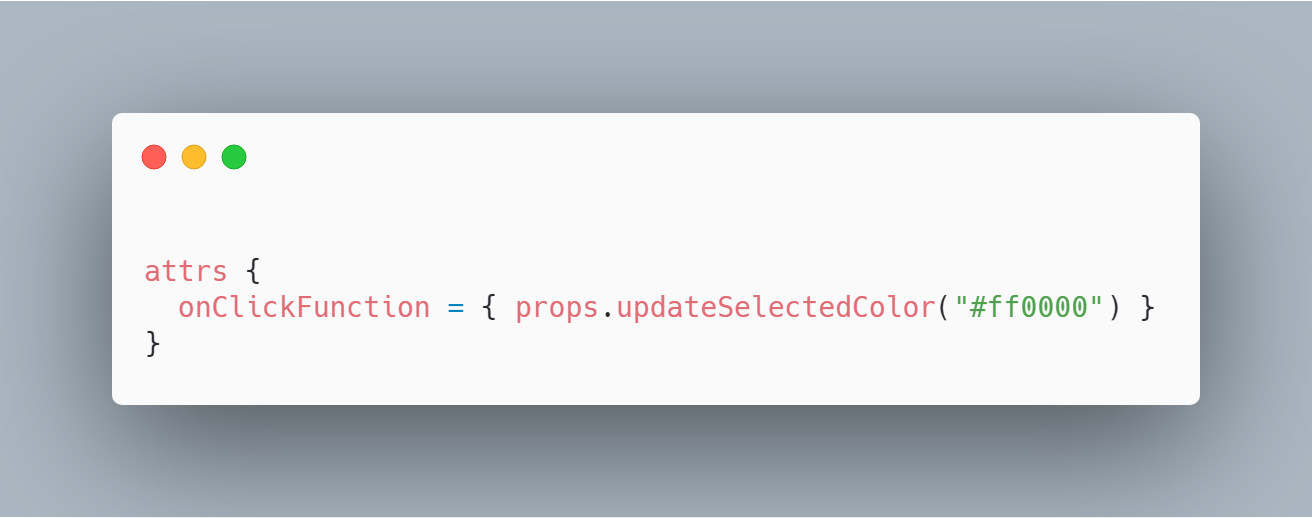 attrs {
  onClickFunction = { props.updateSelectedColor("#ff0000") }
}